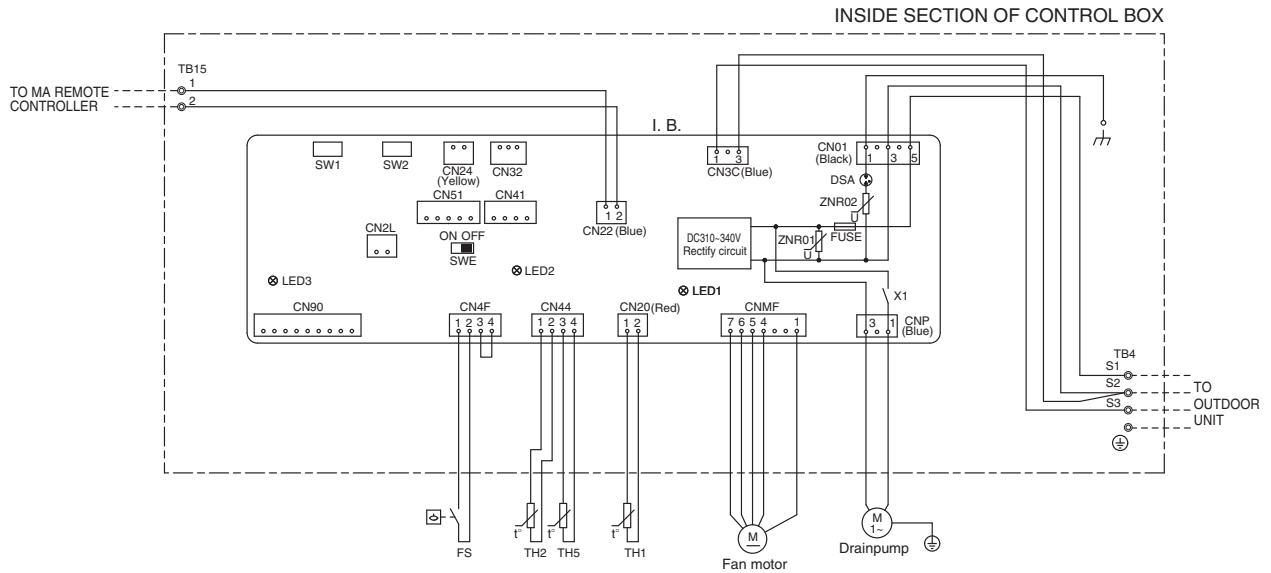 INSIDE SECTION OF CONTROL BOX
TB15
TO MA REMOTE
CONTROLLER
1
2
I. B.
SW1
SW2
CN24
(Yellow)
CN32
CN51
CN41
CN2L
ON OFF
SWE
1 2
CN22 (Blue)
1 3
CN3C(Blue)
CN01
(Black)
1 3 5
DSA
ZNR02
U
DC310~340V
Rectify circuit
ZNR01
U
FUSE
LED3
LED2
LED1
X1
CN90
CN4F
1 2 3 4
CN44
1 2 3 4
CN20(Red)
1 2
CNMF
7 6 5 4 1
3 1
CNP
(Blue)
TB4
S1
S2
S3
TO
OUTDOOR
UNIT
t°
t°
t°
FS
TH2
TH5
TH1
M
Fan motor
M
1~
Drainpump